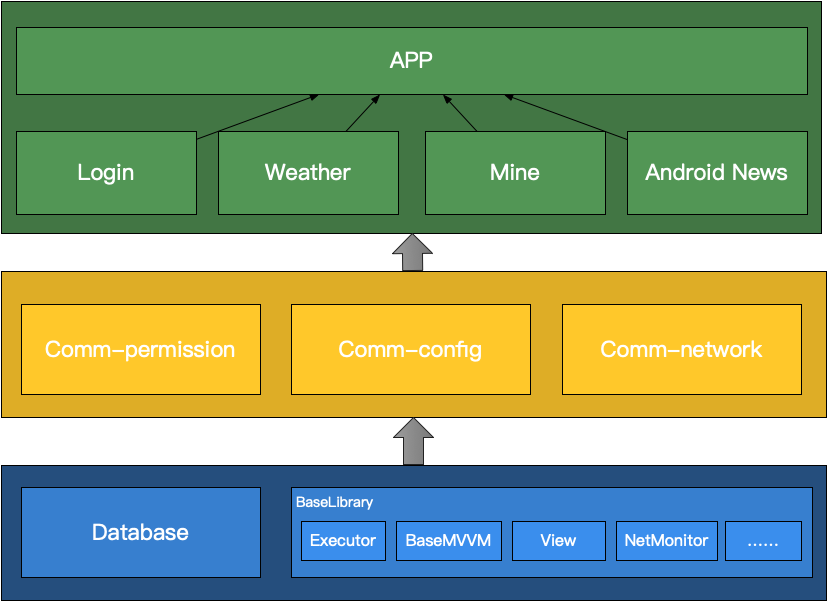 APP
Login
Weather
Mine
Android News
Comm-permission
Comm-config
Comm-network
Database
BaseLibrary
Executor
BaseMVVM
View
NetMonitor
......